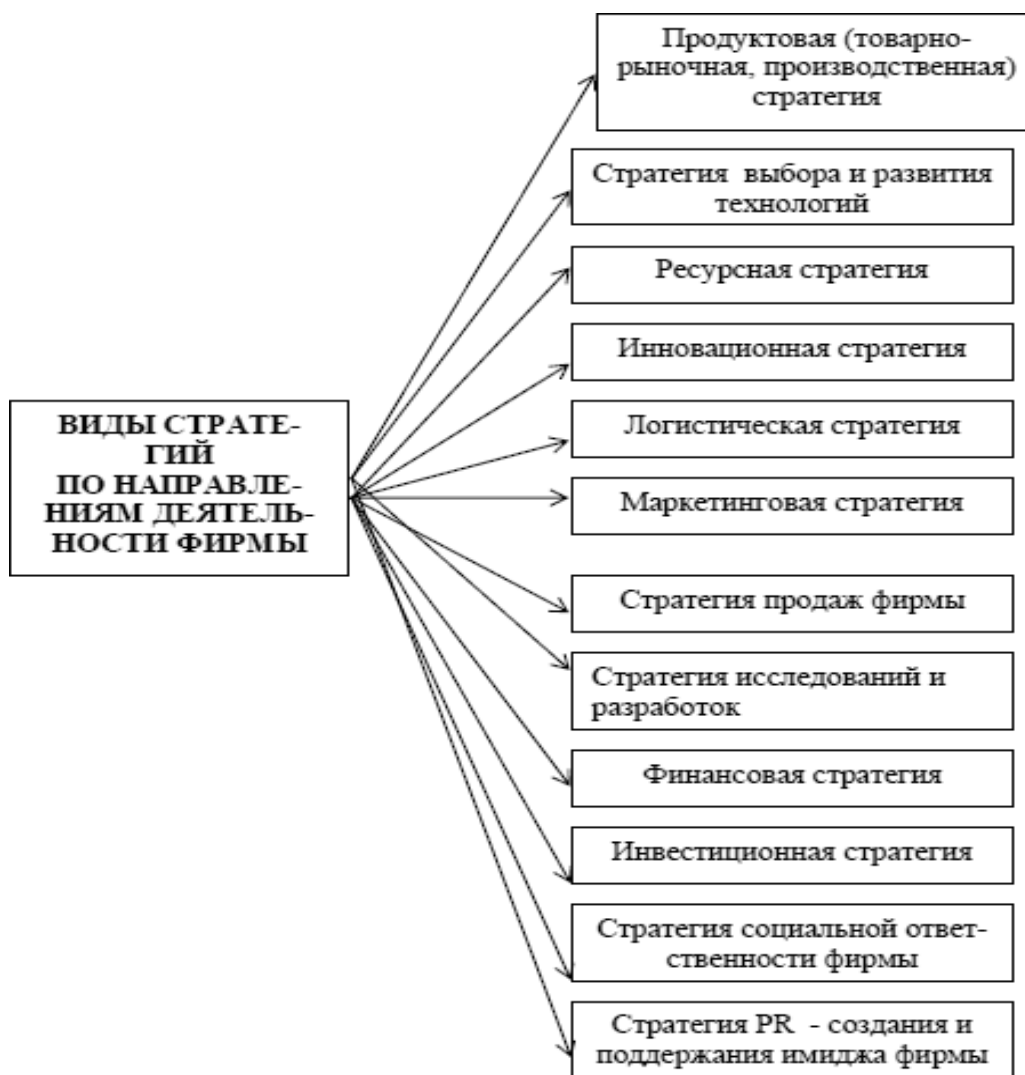 Продуктовая (товарно-
рыночная, производственная)
стратегия
Стратегия выбора и развития
технологий
Ресурсная стратегия
Инновационная стратегия
Логистическая стратегия
ВИДЫ СТРАТЕ-
ГИЙ
ПО НАПРАВЛЕ-
НИЯМ ДЕЯТЕЛЬ-
НОСТИ ФИРМЫ
Маркетинговая стратегия
Стратегия продаж фирмы
Стратегия исследований и
разработок
Финансовая стратегия
Инвестиционная стратегия
Стратегия социальной ответ-
ственности фирмы
Стратегия PR - создания и
поддержания имиджа фирмы